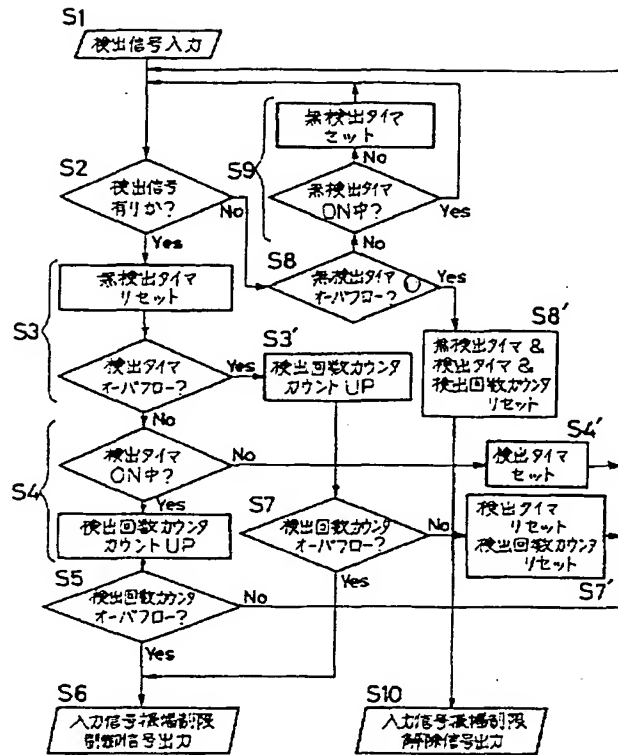 S1
検出信号入力
S2
検出信号
有りか?
No
Yes
S9
無検出タイマ
セット
No
無検出タイマ
ON中?
Yes
No
S8
無検出タイマ
オーバフロー?
Yes
S3
無検出タイマ
リセット
検出タイマ
オーバフロー?
Yes
No
S3′
検出回数カウンタ
カウントUP
S8′
無検出タイマ &
検出タイマ &
検出回数カウンタ
リセット
S4
検出タイマ
ON中?
No
Yes
検出回数カウンタ
カウントUP
S4′
検出タイマ
セット
S7
検出回数カウンタ
オーバフロー?
No
Yes
検出タイマ
リセット
検出回数カウンタ
リセット
S7′
S5
検出回数カウンタ
オーバフロー?
No
Yes
S6
入力信号振幅制限
制御信号出力
S10
入力信号振幅制限
解除信号出力